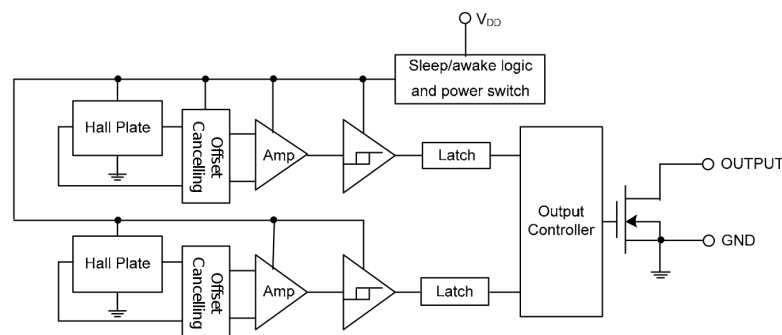 VDD
Sleep/awake logic
and power switch
Hall Plate
Offset
Cancelling
Amp
Latch
Output
Controller
OUTPUT
GND
Hall Plate
Offset
Cancelling
Amp
Latch